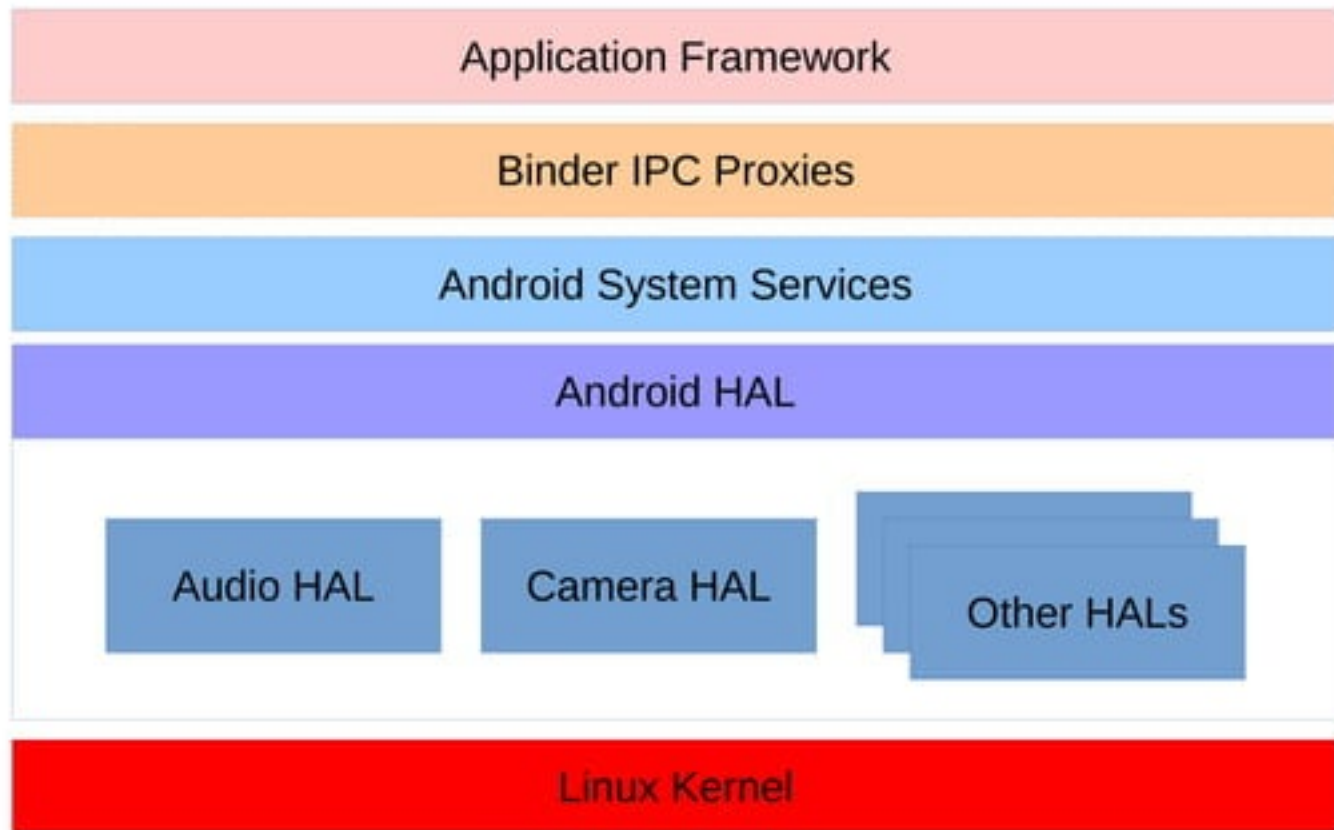 Application Framework
Binder IPC Proxies
Android System Services
Android HAL
Audio HAL
Camera HAL
Other HALs
Linux Kernel